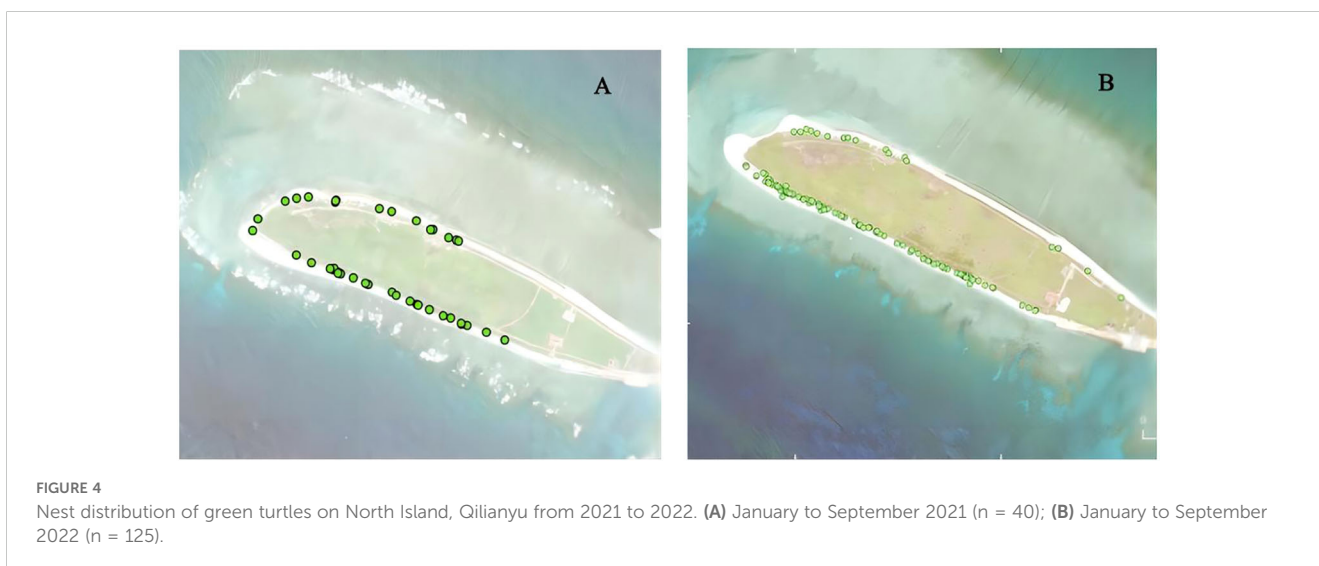 A
B
FIGURE 4
Nest distribution of green turtles on North Island, Qilianyu from 2021 to 2022. (A) January to September 2021 (n = 40); (B) January to September
2022 (n = 125).